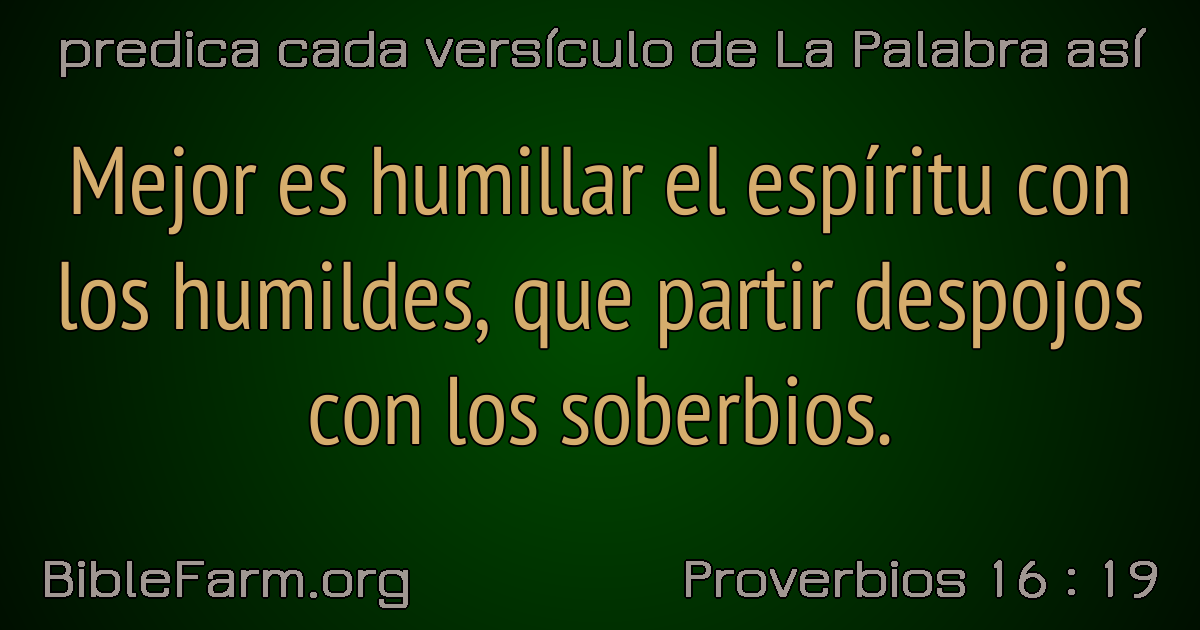 predica cada versículo de La Palabra así
Mejor es humillar el espíritu con
los humildes, que partir despojos
con los soberbios.
BibleFarm.org
Proverbios 16 : 19